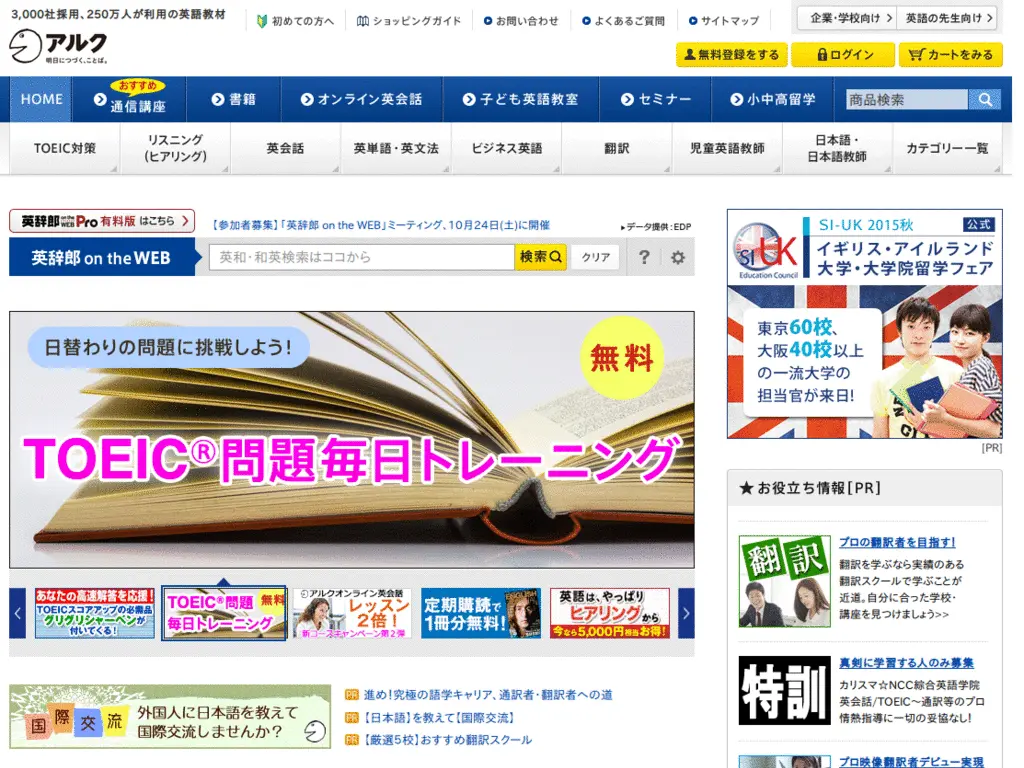 3,000社採用、250万人が利用の英語教材
初めての方へ
ショッピングガイド
お問い合わせ
よくあるご質問
サイトマップ
企業・学校向け
英語の先生向け
アルク
明日につづく、ことば。
無料登録をする
ログイン
カートをみる
HOME
おすすめ
通信講座
書籍
オンライン英会話
子ども英語教室
セミナー
小中高留学
商品検索
TOEIC対策
リスニング
(ヒアリング)
英会話
英単語・英文法
ビジネス英語
翻訳
児童英語教師
日本語・
日本語教師
カテゴリー一覧
英辞郎 on the WEB Pro 有料版 はこちら
【参加者募集】「英辞郎 on the WEB」ミーティング、10月24日(土)に開催
▸データ提供:EDP
英辞郎 on the WEB
英和・和英検索はココから
検索
クリア
?
日替わりの問題に挑戦しよう!
無料
TOEIC®問題毎日トレーニング
あなたの高速解答を応援!
TOEICスコアアップの必需品
グリグリシャーペンが
付いてくる!
TOEIC®問題 無料
毎日トレーニング
アルクオンライン英会話
レッスン
2倍!
新コースキャンペーン第2弾
定期購読で
1冊分無料!
英語は、やっぱり
ヒアリングから
今なら5,000円相当お得!
国際交流
外国人に日本語を教えて
国際交流しませんか?
PR 進め!究極の語学キャリア、通訳者・翻訳者への道
PR 【日本語】を教えて【国際交流】
PR 【厳選5校】おすすめ翻訳スクール
SI-UK
Education Council
SI-UK 2015秋
公式
イギリス・アイルランド
大学・大学院留学フェア
東京60校、
大阪40校以上
の一流大学の
担当官が来日!
[PR]
★お役立ち情報[PR]
翻訳
プロの翻訳者を目指す!
翻訳を学ぶなら実績のある
翻訳スクールで学ぶことが
近道。自分に合った学校・
講座を見つけましょう>>
特訓
真剣に学習する人のみ募集
カリスマ☆NCC綜合英語学院
英会話/TOEIC～通訳等のプロ
情熱指導に一切の妥協なし!
プロ映像翻訳者デビュー実現